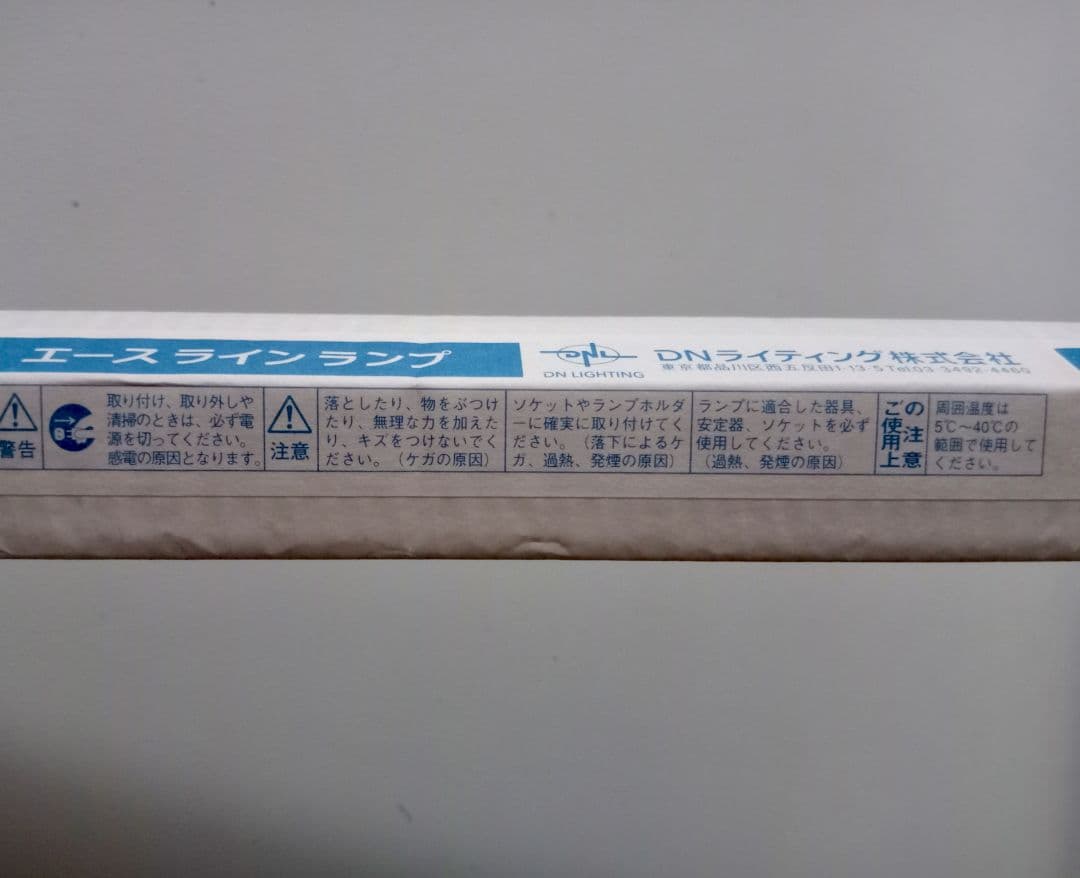 エースラインランプ
DNL
DN LIGHTING
DNライティング株式会社
東京都品川区西五反田1-13-5 Tel.03-3492-4460
警告
取り付け、取り外しや
清掃のときは、必ず電
源を切ってください。
感電の原因となります。
注意
落としたり、物をぶつけ
たり、無理な力を加えた
り、キズをつけないでく
ださい。（ケガの原因）
ソケットやランプホルダ
ーに確実に取り付けてく
ださい。（落下によるケ
ガ、過熱、発煙の原因）
ランプに適合した器具、
安定器、ソケットを必ず
使用してください。
（過熱、発煙の原因）
ご使用上
の注意
周囲温度は
5℃〜40℃の
範囲で使用して
ください。